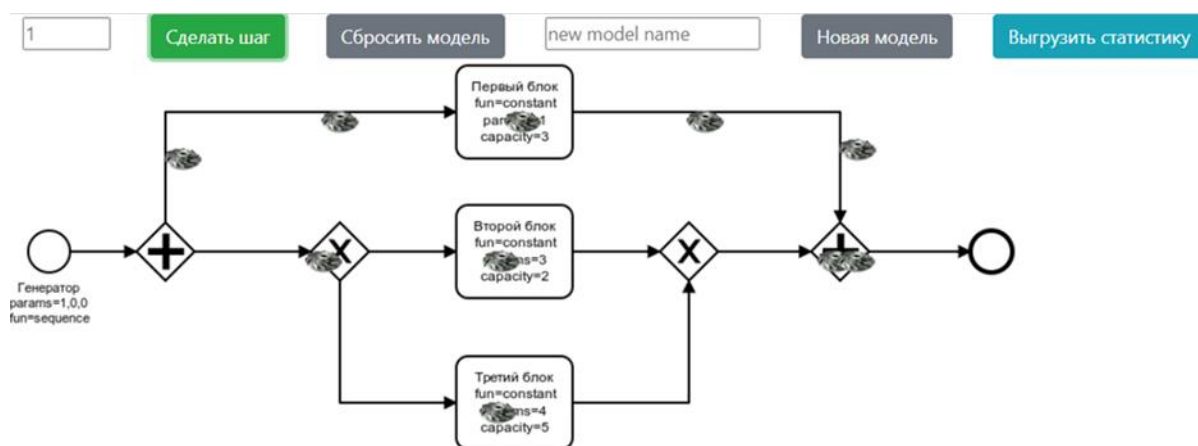 1
Сделать шаг
Сбросить модель
new model name
Новая модель
Выгрузить статистику
Первый блок
fun=constant
capacity=3
Второй блок
fun=constant
capacity=2
Генератор
params=1,0,0
fun=sequence
Третий блок
fun=constant
capacity=5